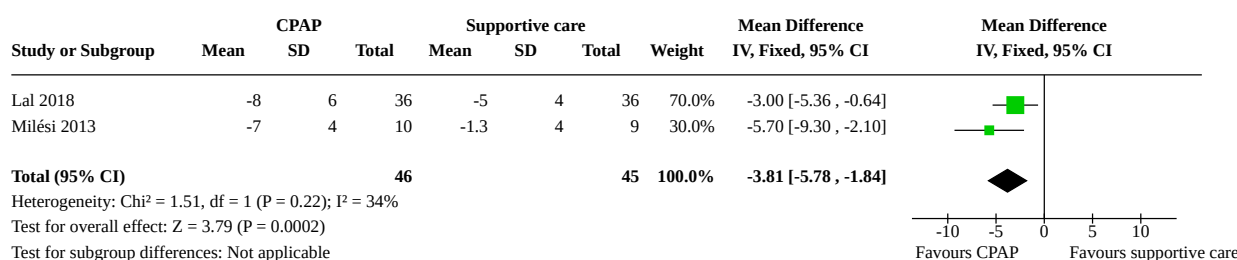 CPAP Supportive care Mean Difference Mean Difference
Study or Subgroup Mean SD Total Mean SD Total Weight IV, Fixed, 95% CI IV, Fixed, 95% CI
Lal 2018 -8 6 36 -5 4 36 70.0% -3.00 [-5.36 , -0.64]
Milési 2013 -7 4 10 -1.3 4 9 30.0% -5.70 [-9.30 , -2.10]
Total (95% CI) 46 45 100.0% -3.81 [-5.78 , -1.84]
Heterogeneity: Chi² = 1.51, df = 1 (P = 0.22); I² = 34%
Test for overall effect: Z = 3.79 (P = 0.0002) -10 -5 0 5 10
Test for subgroup differences: Not applicable Favours CPAP Favours supportive care